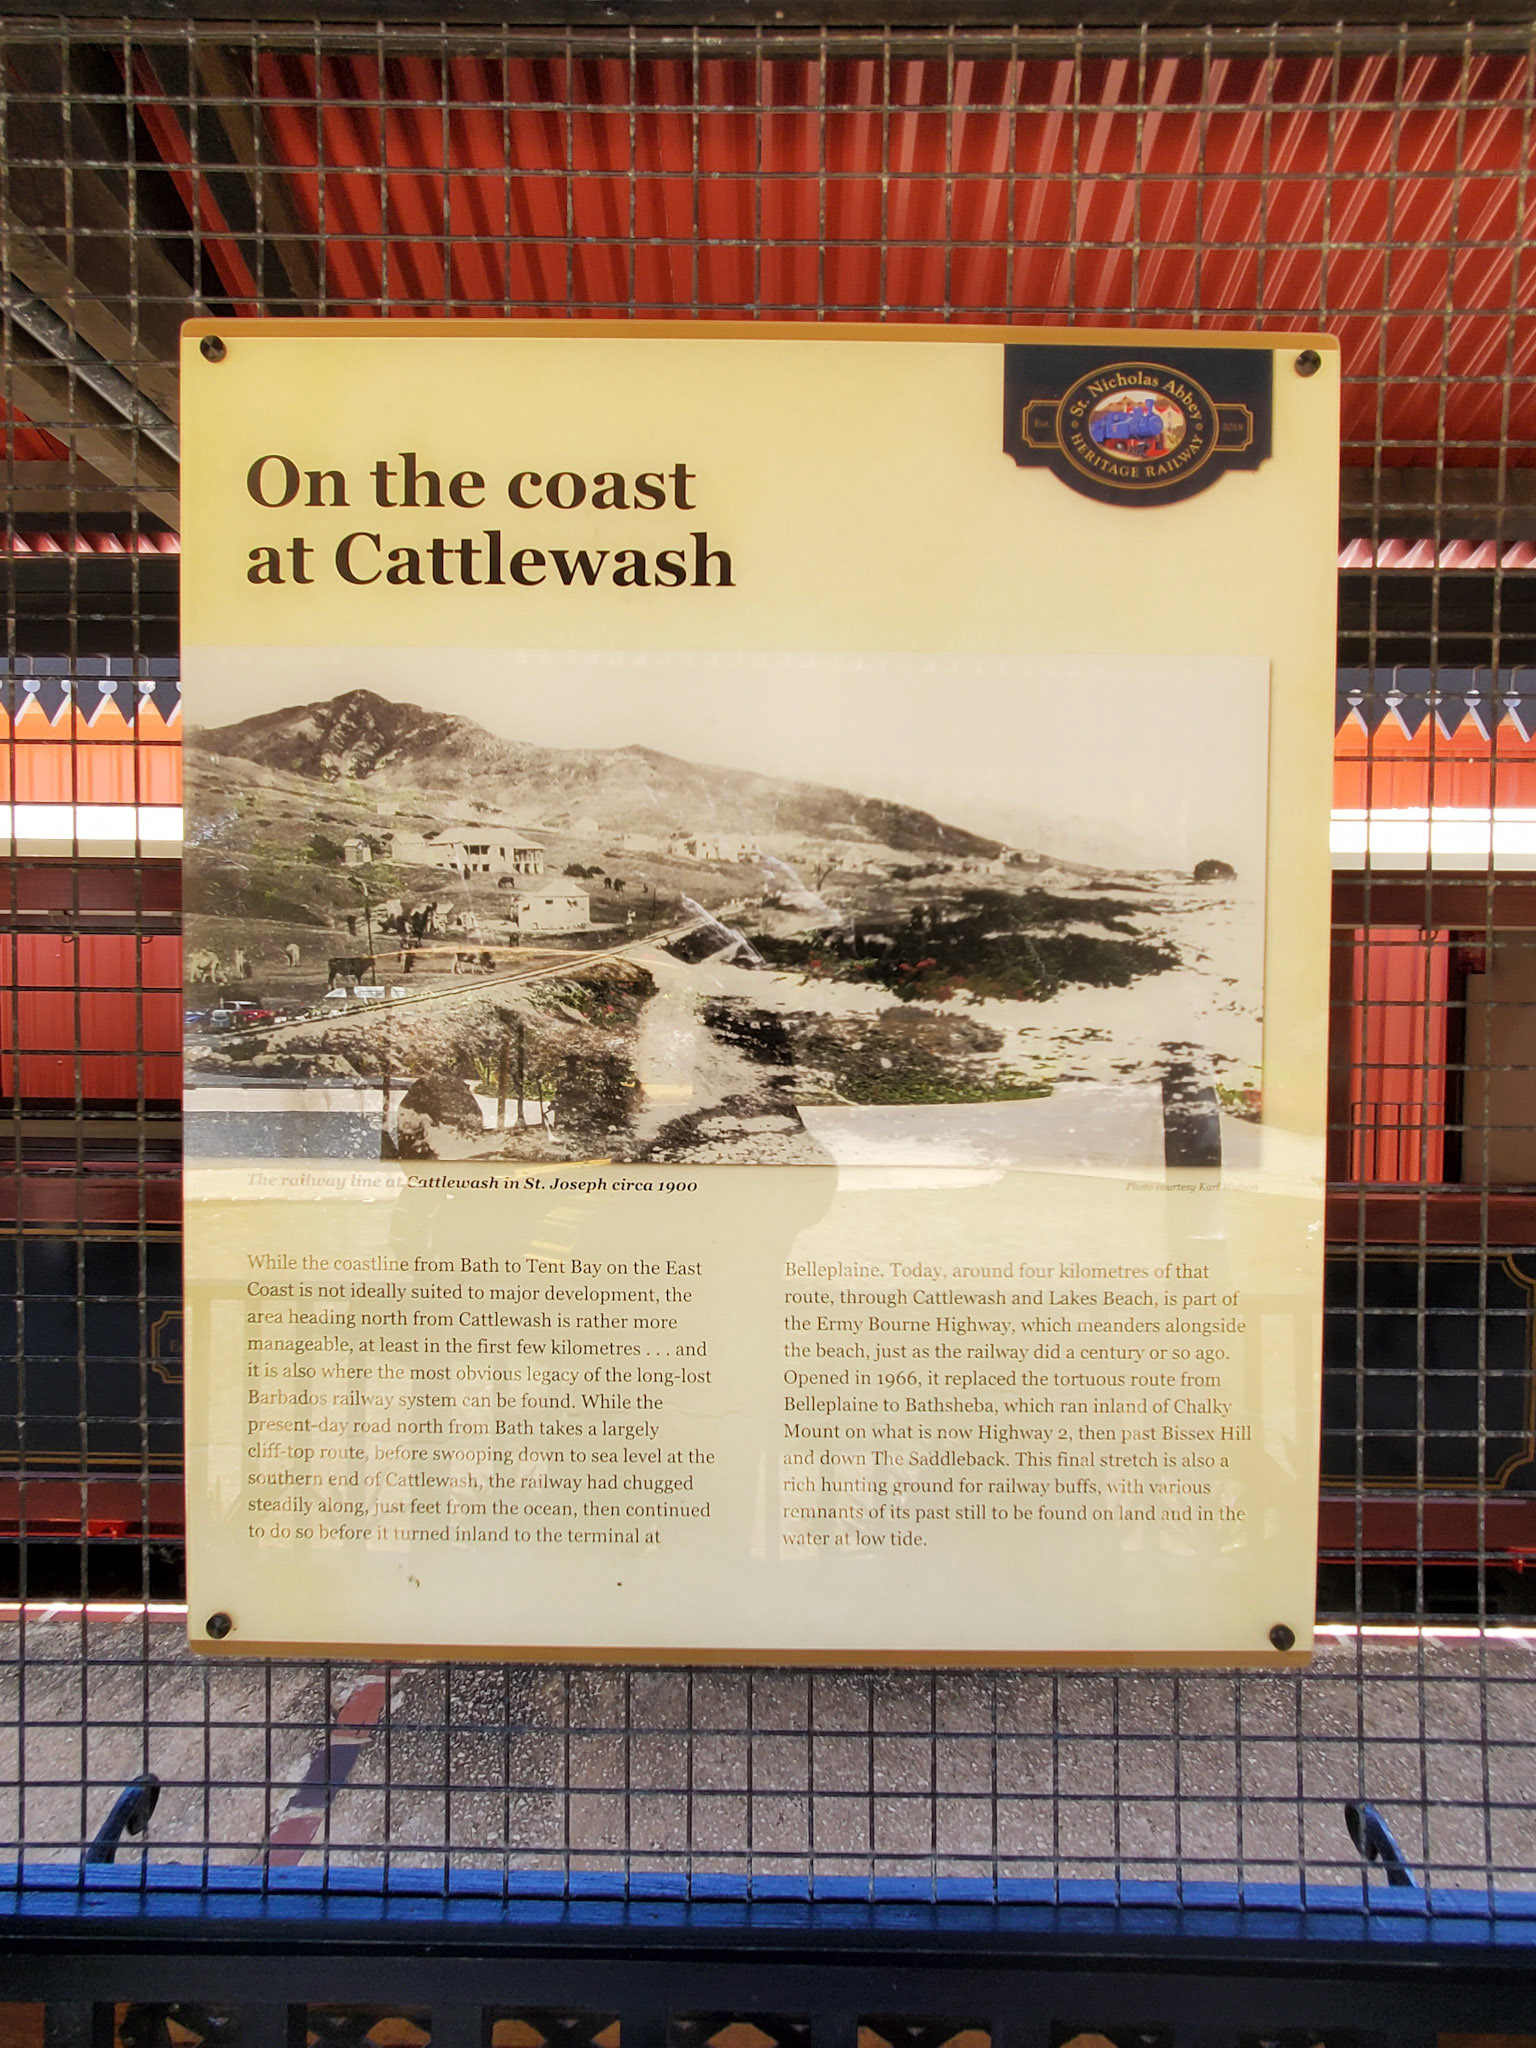 St. Nicholas Abbey
Est. 2018
HERITAGE RAILWAY
On the coast
at Cattlewash
The railway line at Cattlewash in St. Joseph circa 1900
Photo courtesy Karl Watson
While the coastline from Bath to Tent Bay on the East
Coast is not ideally suited to major development, the
area heading north from Cattlewash is rather more
manageable, at least in the first few kilometres . . . and
it is also where the most obvious legacy of the long-lost
Barbados railway system can be found. While the
present-day road north from Bath takes a largely
cliff-top route, before swooping down to sea level at the
southern end of Cattlewash, the railway had chugged
steadily along, just feet from the ocean, then continued
to do so before it turned inland to the terminal at
Belleplaine. Today, around four kilometres of that
route, through Cattlewash and Lakes Beach, is part of
the Ermy Bourne Highway, which meanders alongside
the beach, just as the railway did a century or so ago.
Opened in 1966, it replaced the tortuous route from
Belleplaine to Bathsheba, which ran inland of Chalky
Mount on what is now Highway 2, then past Bissex Hill
and down The Saddleback. This final stretch is also a
rich hunting ground for railway buffs, with various
remnants of its past still to be found on land and in the
water at low tide.